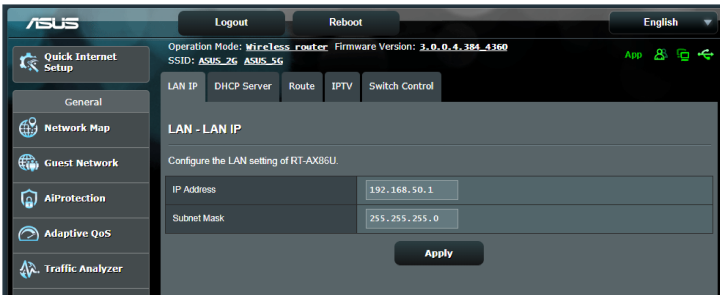 ASUS Logout Reboot English
Operation Mode: Wireless router Firmware Version: 3.0.0.4.384_4360
SSID: ASUS_2G ASUS_5G
App
Quick Internet
Setup
General
Network Map
Guest Network
AiProtection
Adaptive QoS
Traffic Analyzer
LAN IP DHCP Server Route IPTV Switch Control
LAN - LAN IP
Configure the LAN setting of RT-AX86U.
IP Address 192.168.50.1
Subnet Mask 255.255.255.0
Apply